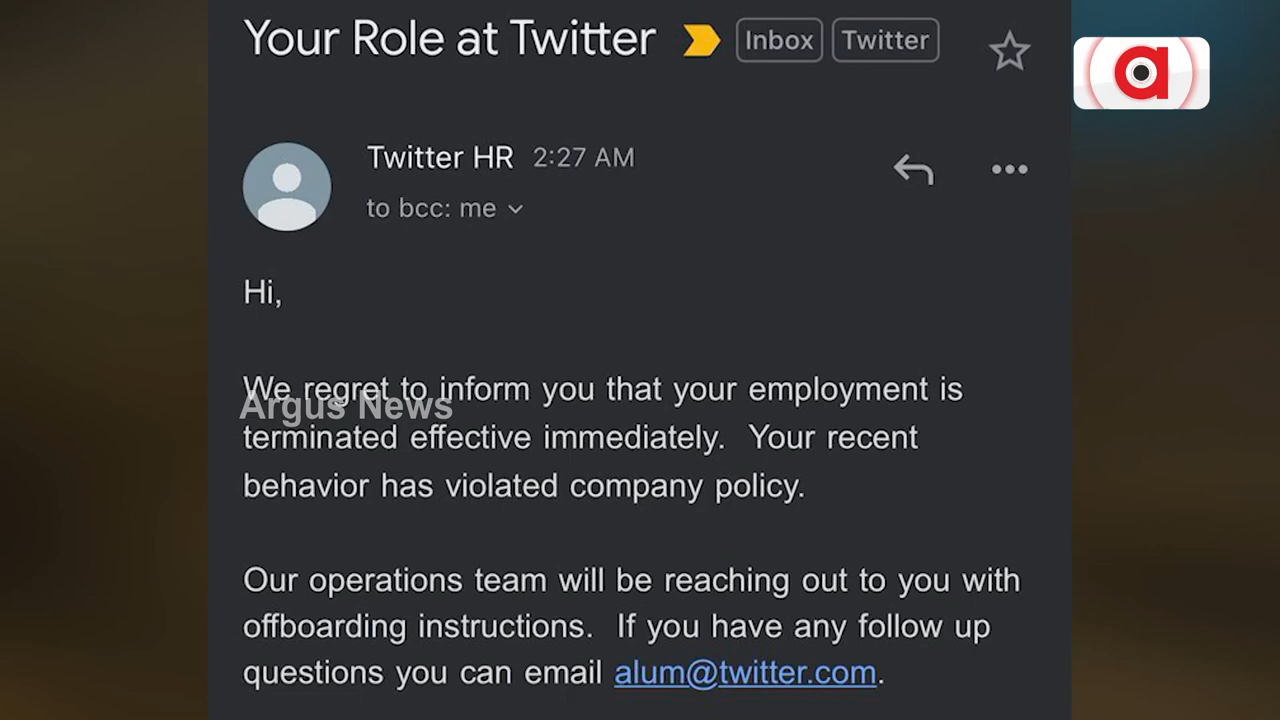 Your Role at Twitter Inbox Twitter
a
Twitter HR 2:27 AM
to bcc: me
Hi,
We regret to inform you that your employment is
Argus News
terminated effective immediately. Your recent
behavior has violated company policy.
Our operations team will be reaching out to you with
offboarding instructions. If you have any follow up
questions you can email alum@twitter.com.